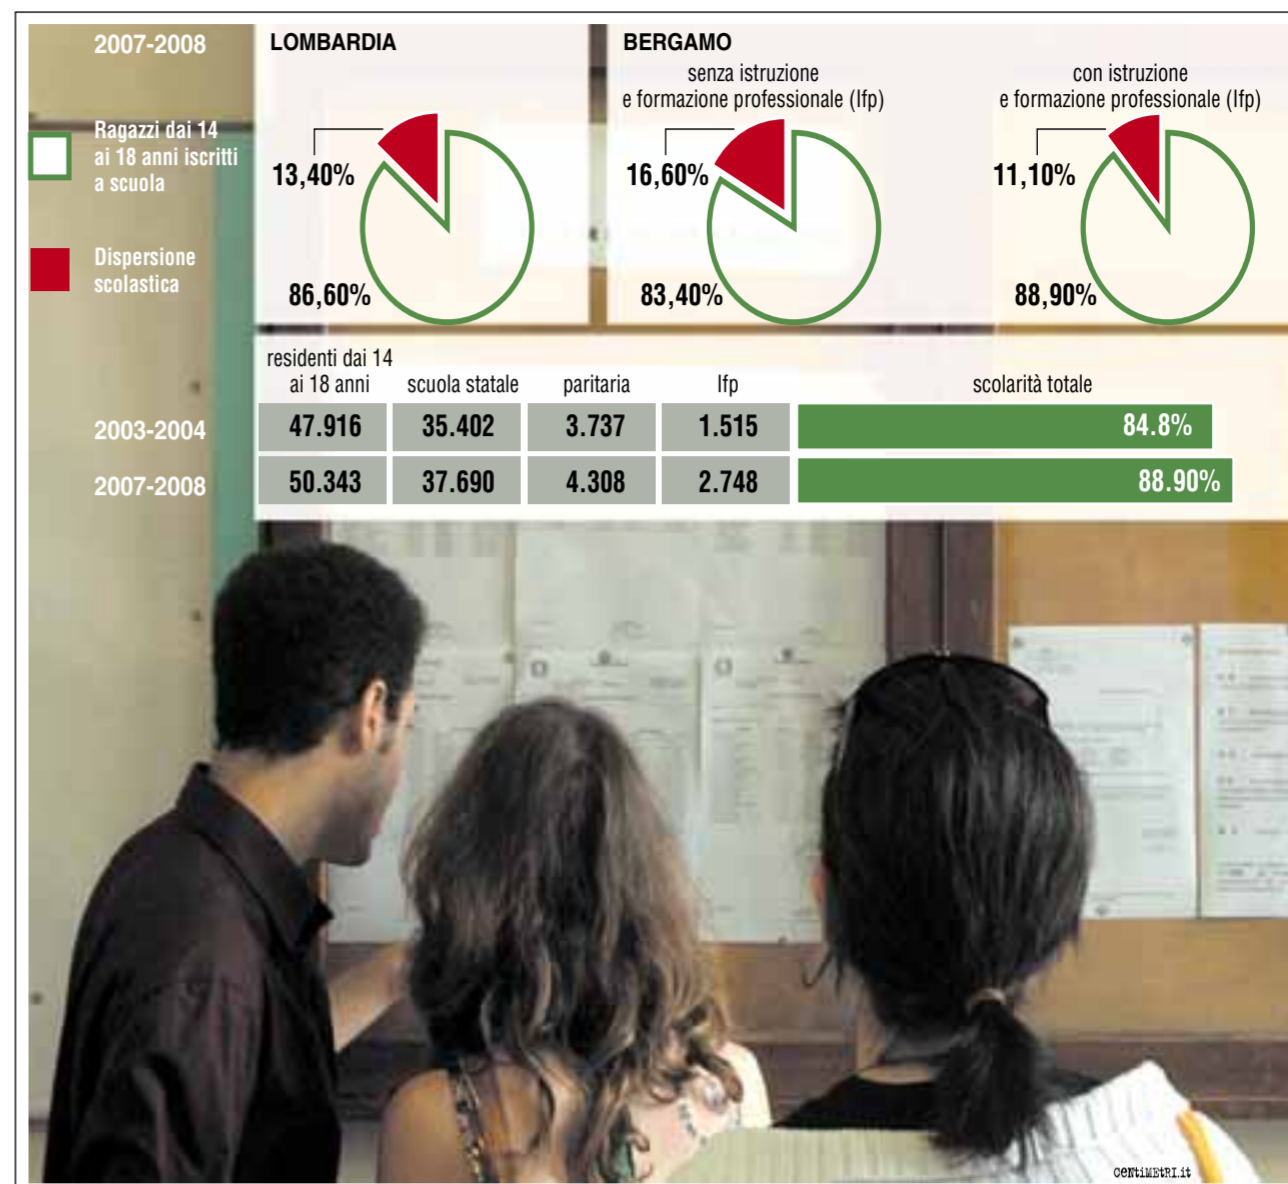 2007-2008
LOMBARDIA
BERGAMO
senza istruzione
e formazione professionale (Ifp)
con istruzione
e formazione professionale (Ifp)
Ragazzi dai 14
ai 18 anni iscritti
a scuola
Dispersione
scolastica
13,40%
86,60%
16,60%
83,40%
11,10%
88,90%
residenti dai 14
ai 18 anni
scuola statale
paritaria
Ifp
scolarità totale
2003-2004
47.916
35.402
3.737
1.515
84.8%
2007-2008
50.343
37.690
4.308
2.748
88.90%
CENTIMETRI.it